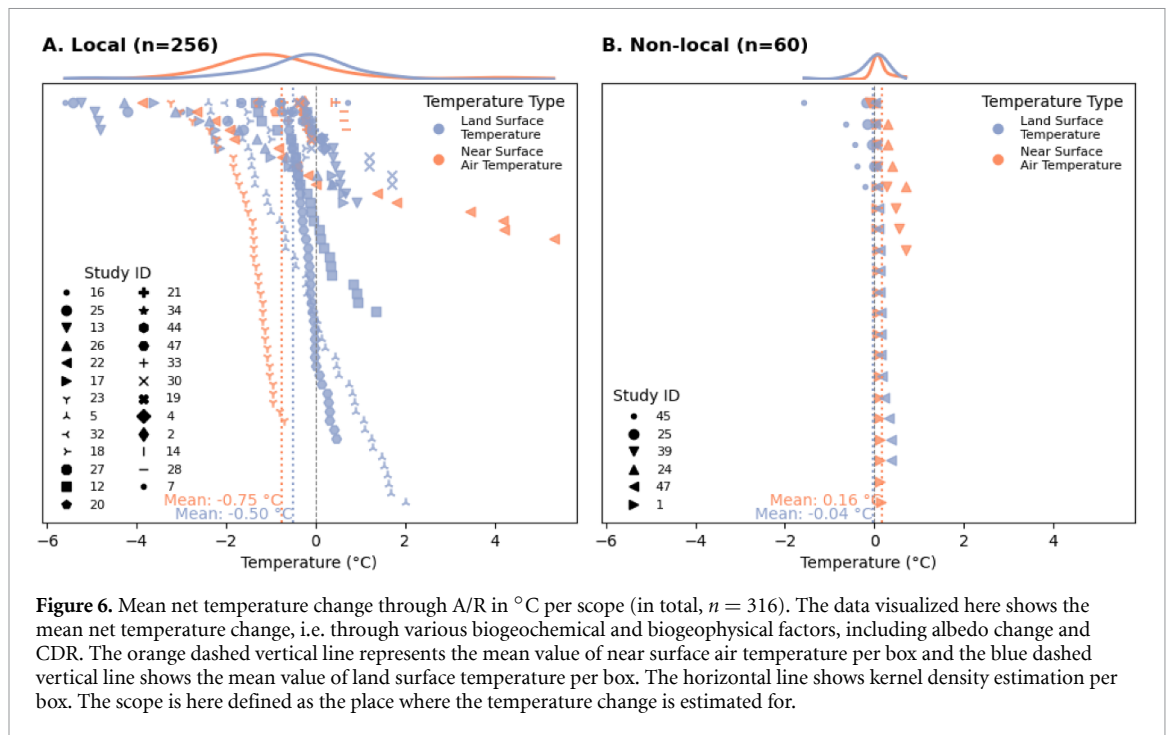 A. Local (n=256)
B. Non-local (n=60)
Temperature Type
Land Surface
Temperature
Near Surface
Air Temperature
Study ID
16
25
13
26
22
17
23
5
32
18
27
12
20
21
34
44
47
33
30
19
4
2
14
28
7
Mean: -0.75 °C
Mean: -0.50 °C
−6
−4
−2
0
2
4
Temperature (°C)
Temperature Type
Land Surface
Temperature
Near Surface
Air Temperature
Study ID
45
25
39
24
47
1
Mean: 0.16 °C
Mean: -0.04 °C
−6
−4
−2
0
2
4
Temperature (°C)
Figure 6. Mean net temperature change through A/R in °C per scope (in total, n = 316). The data visualized here shows the
mean net temperature change, i.e. through various biogeochemical and biogeophysical factors, including albedo change and
CDR. The orange dashed vertical line represents the mean value of near surface air temperature per box and the blue dashed
vertical line shows the mean value of land surface temperature per box. The horizontal line shows kernel density estimation per
box. The scope is here defined as the place where the temperature change is estimated for.